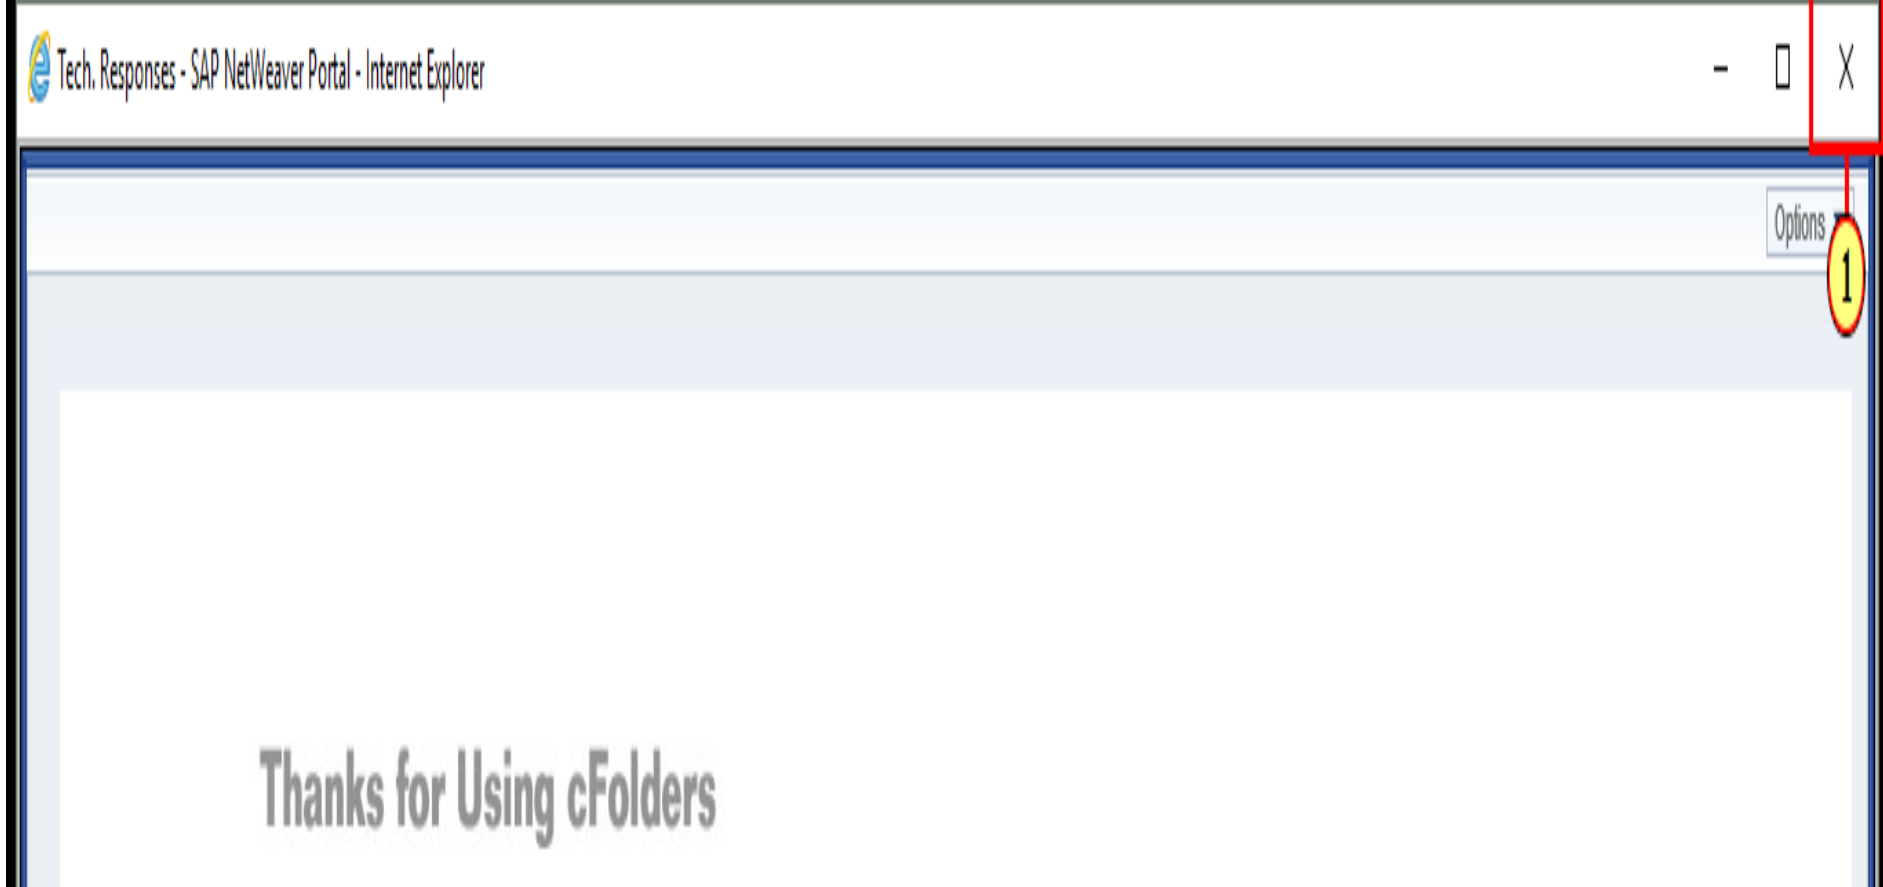 Tech. Responses - SAP NetWeaver Portal - Internet Explorer
Options
1
Thanks for Using cFolders